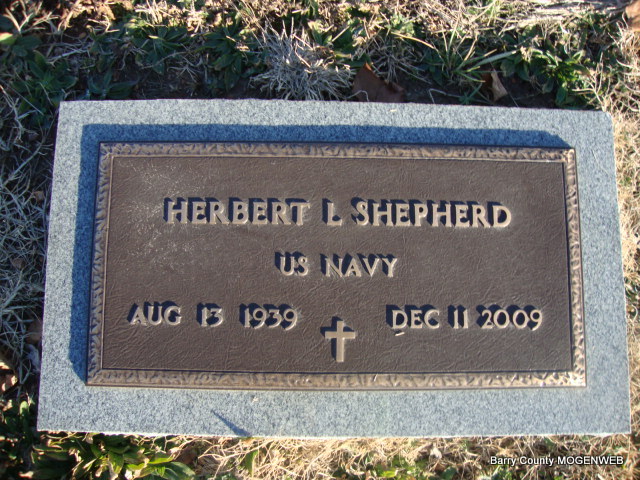 HERBERT L SHEPHERD
US NAVY
AUG 13 1939 DEC 11 2009
Barry County MOGENWEB